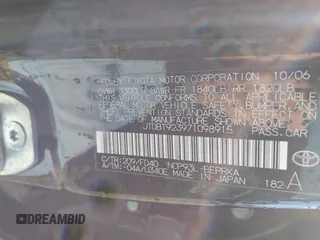 MFD BY: TOYOTA MOTOR CORPORATION 10/06
GVWR 3300LB GAWR FR 1840LB RR 1820LB
THIS VEHICLE CONFORMS TO ALL APPLICABLE
FEDERAL MOTOR VEHICLE SAFETY, BUMPER AND
THEFT PREVENTION STANDARDS IN EFFECT ON
THE DATE OF MANUFACTURE SHOWN ABOVE.
JTDBT923971098915 PASS. CAR
C/TR: 209/FD40 NCP93L-BEPRKA
A/TM: -04A/U340E MADE IN JAPAN
182 A
TOYOTA